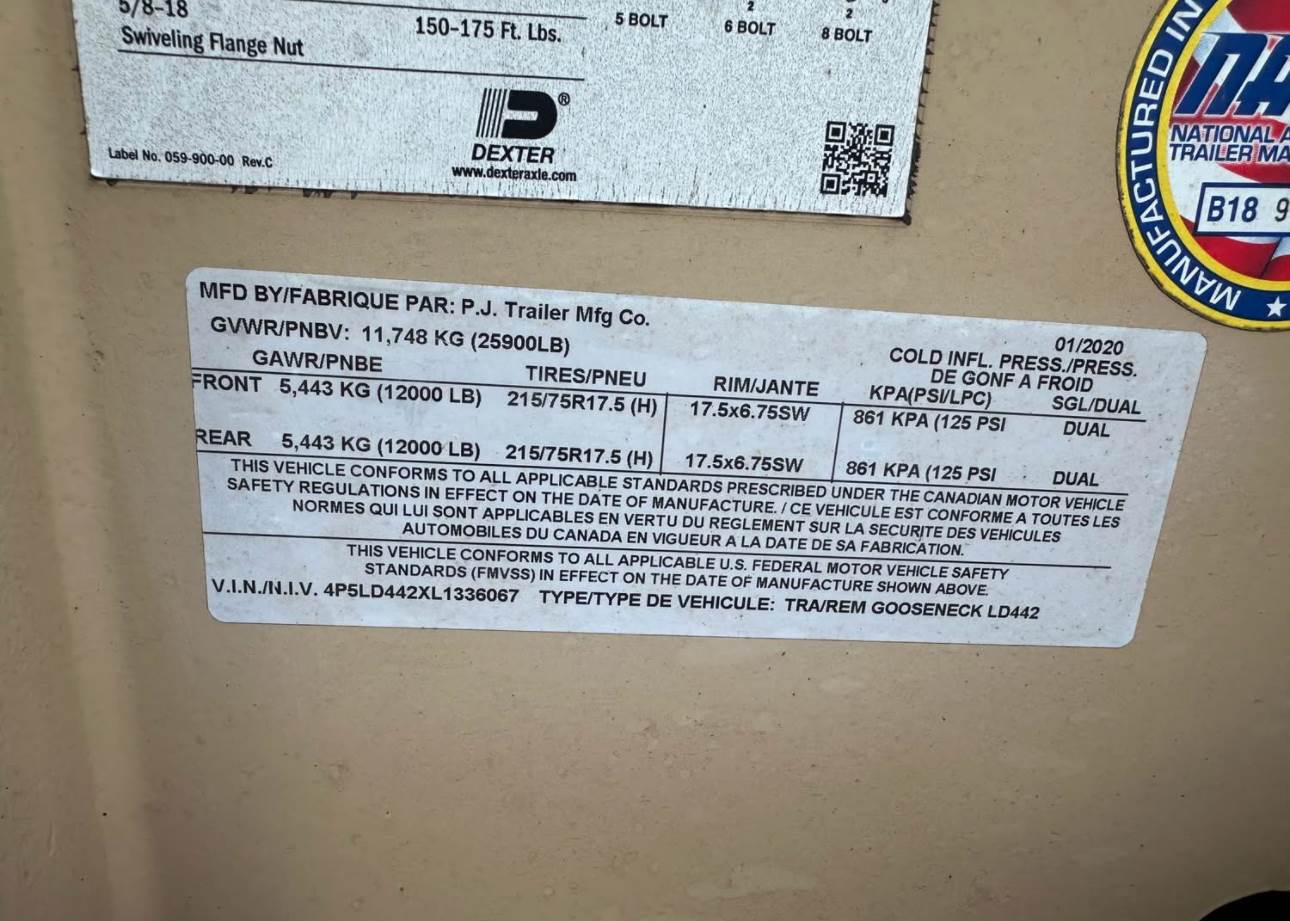 5/8-18
Swiveling Flange Nut
150-175 Ft. Lbs.
5 BOLT
2
6 BOLT
2
8 BOLT
DEXTER
www.dexteraxle.com
Label No. 059-900-00 Rev.C
MANUFACTURED IN
NATIONAL
TRAILER
B18 9
MFD BY/FABRIQUE PAR: P.J. Trailer Mfg Co.
01/2020
GVWR/PNBV: 11,748 KG (25900LB)
GAWR/PNBE TIRES/PNEU RIM/JANTE COLD INFL. PRESS./PRESS.
DE GONF A FROID
KPA(PSI/LPC) SGL/DUAL
FRONT 5,443 KG (12000 LB) 215/75R17.5 (H) 17.5x6.75SW 861 KPA (125 PSI DUAL
REAR 5,443 KG (12000 LB) 215/75R17.5 (H) 17.5x6.75SW 861 KPA (125 PSI DUAL
THIS VEHICLE CONFORMS TO ALL APPLICABLE STANDARDS PRESCRIBED UNDER THE CANADIAN MOTOR VEHICLE
SAFETY REGULATIONS IN EFFECT ON THE DATE OF MANUFACTURE. / CE VEHICULE EST CONFORME A TOUTES LES
NORMES QUI LUI SONT APPLICABLES EN VERTU DU REGLEMENT SUR LA SECURITE DES VEHICULES
AUTOMOBILES DU CANADA EN VIGUEUR A LA DATE DE SA FABRICATION.
THIS VEHICLE CONFORMS TO ALL APPLICABLE U.S. FEDERAL MOTOR VEHICLE SAFETY
STANDARDS (FMVSS) IN EFFECT ON THE DATE OF MANUFACTURE SHOWN ABOVE.
V.I.N./N.I.V. 4P5LD442XL1336067 TYPE/TYPE DE VEHICULE: TRA/REM GOOSENECK LD442